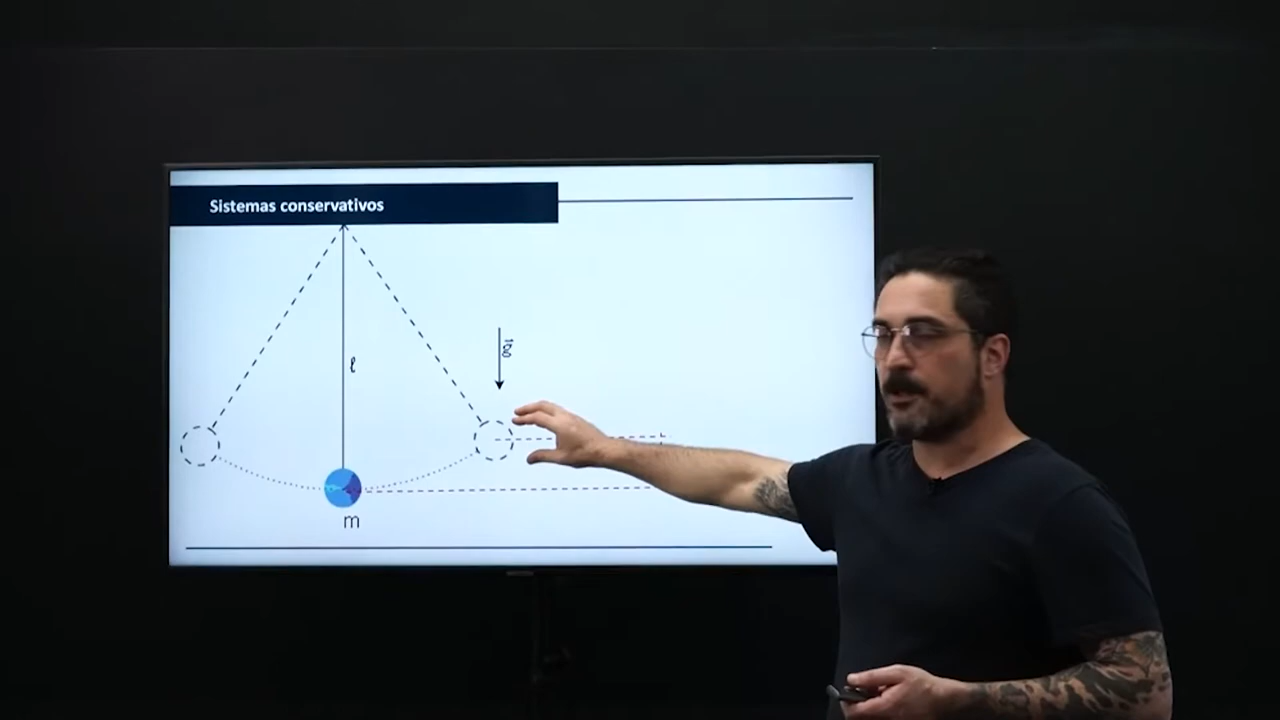 Sistemas conservativos
ℓ
g⃗
m